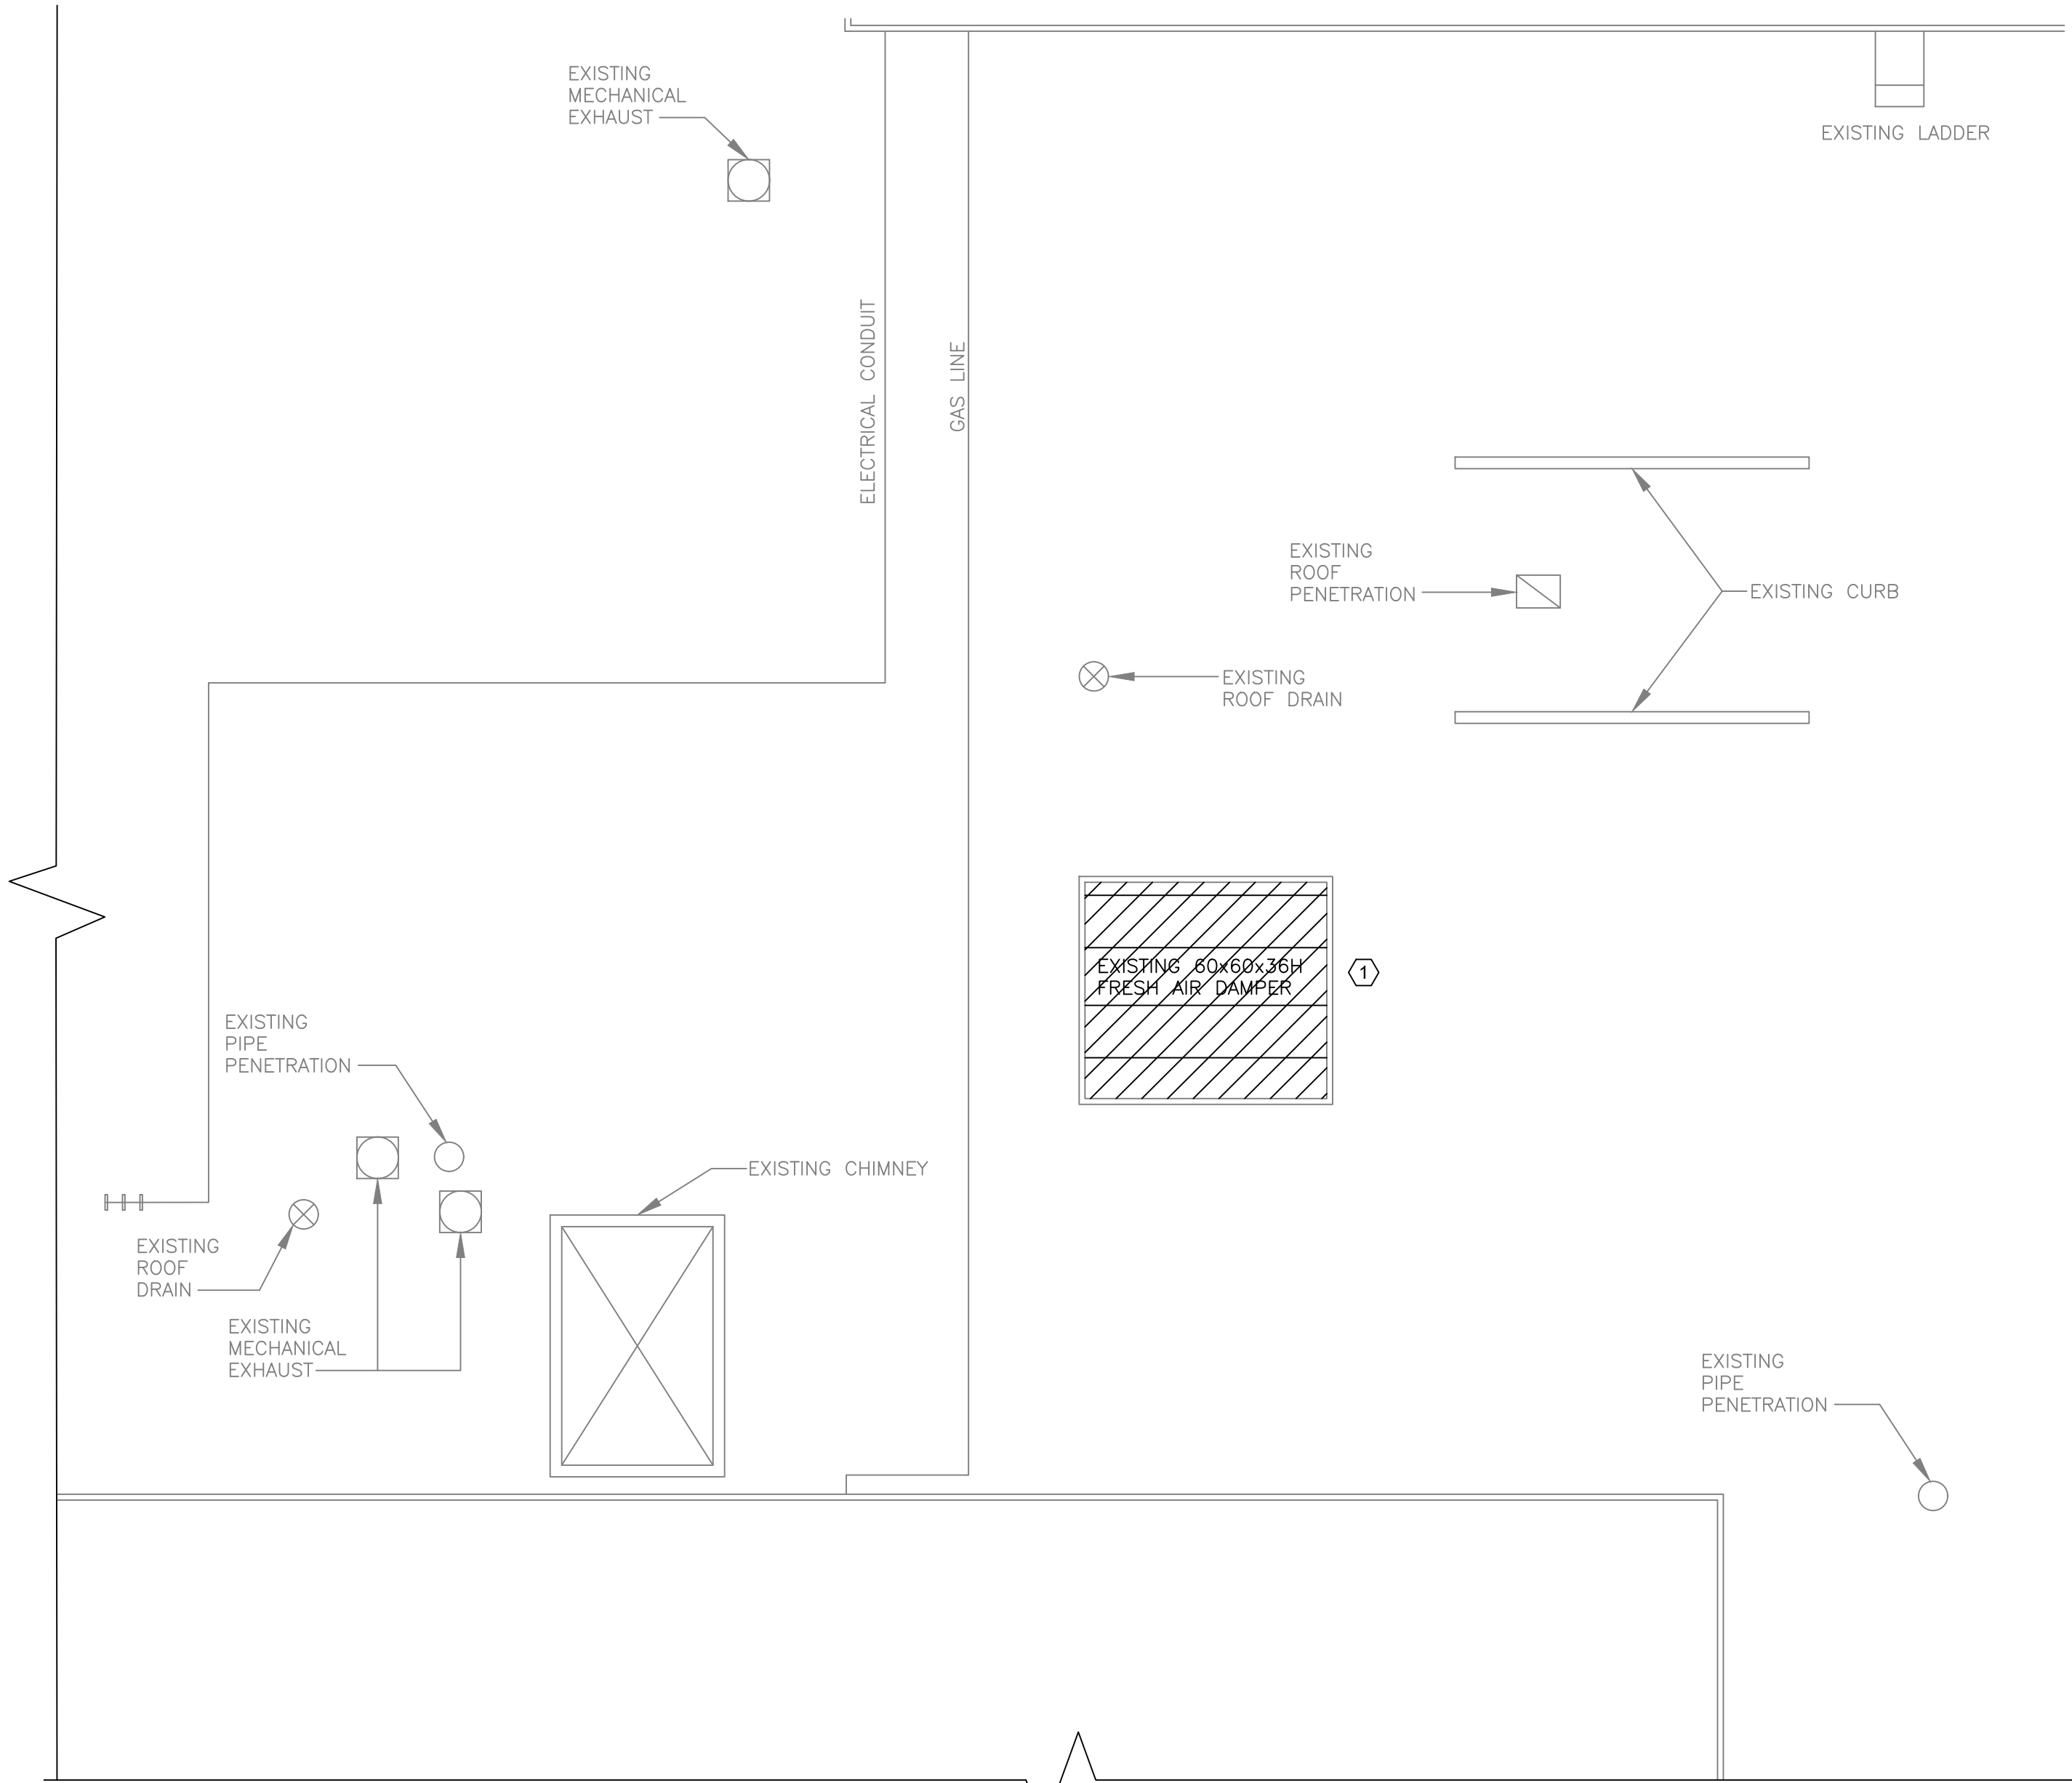 EXISTING
MECHANICAL
EXHAUST
EXISTING LADDER
ELECTRICAL CONDUIT
GAS LINE
EXISTING
ROOF
PENETRATION
EXISTING CURB
EXISTING
ROOF DRAIN
EXISTING 60x60x36H
FRESH AIR DAMPER
1
EXISTING
PIPE
PENETRATION
EXISTING CHIMNEY
EXISTING
ROOF
DRAIN
EXISTING
MECHANICAL
EXHAUST
EXISTING
PIPE
PENETRATION